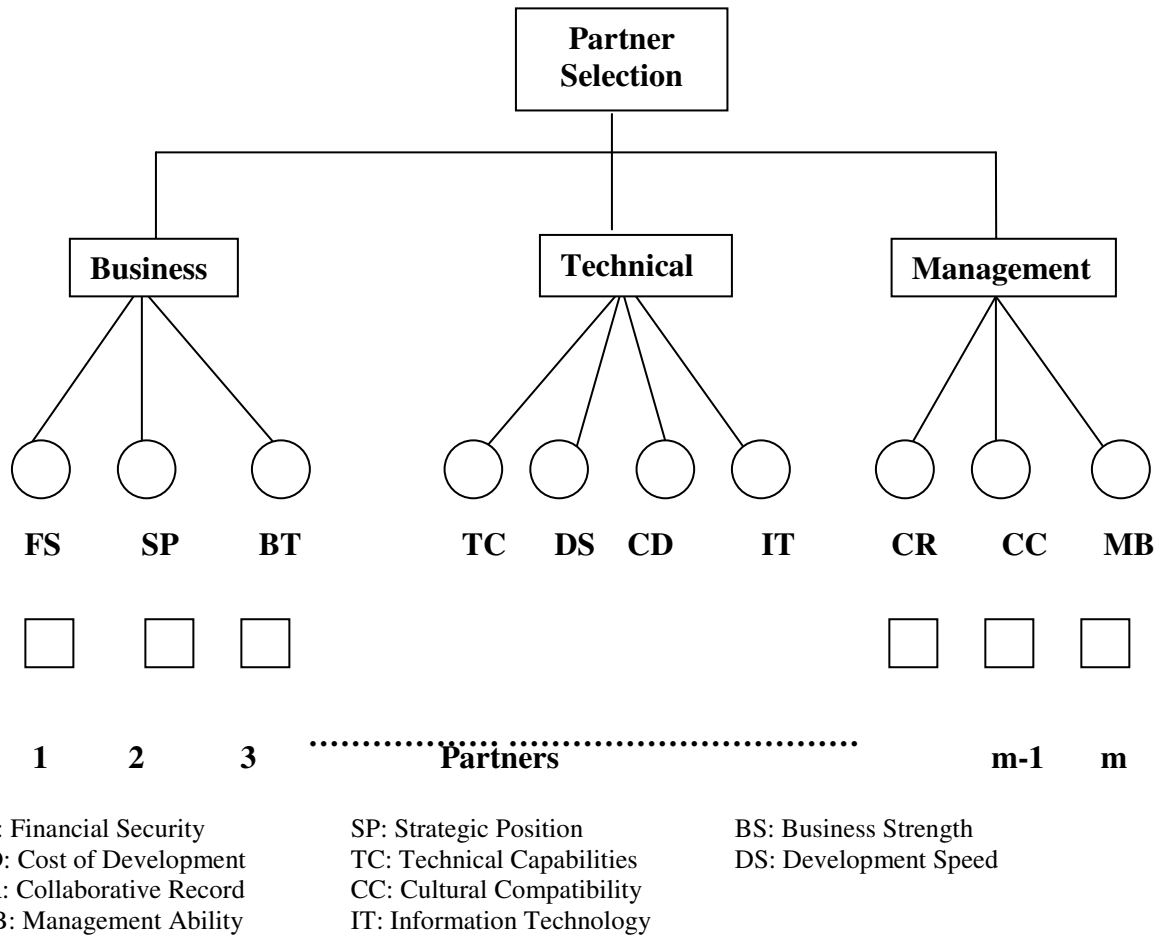 Partner
Selection
Business Technical Management
FS SP BT TC DS CD IT CR CC MB
1 2 3 ................... ................................. Partners m-1 m
: Financial Security SP: Strategic Position BS: Business Strength
: Cost of Development TC: Technical Capabilities DS: Development Speed
: Collaborative Record CC: Cultural Compatibility
: Management Ability IT: Information Technology